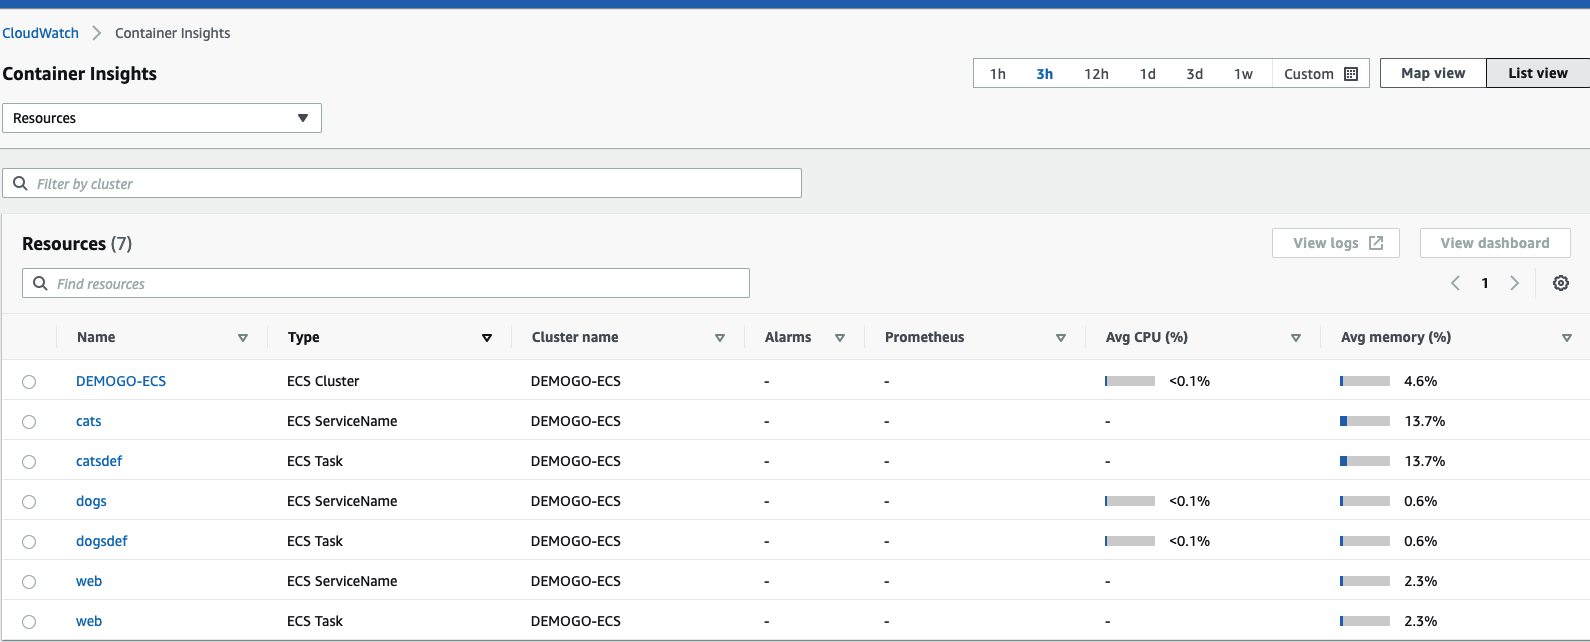 CloudWatch > Container Insights
Container Insights
1h 3h 12h 1d 3d 1w Custom Map view List view
Resources
Filter by cluster
Resources (7)
View logs View dashboard
Find resources
1
Name Type Cluster name Alarms Prometheus Avg CPU (%) Avg memory (%)
DEMOGO-ECS ECS Cluster DEMOGO-ECS - - <0.1% 4.6%
cats ECS ServiceName DEMOGO-ECS - - - 13.7%
catsdef ECS Task DEMOGO-ECS - - - 13.7%
dogs ECS ServiceName DEMOGO-ECS - - <0.1% 0.6%
dogsdef ECS Task DEMOGO-ECS - - <0.1% 0.6%
web ECS ServiceName DEMOGO-ECS - - - 2.3%
web ECS Task DEMOGO-ECS - - - 2.3%